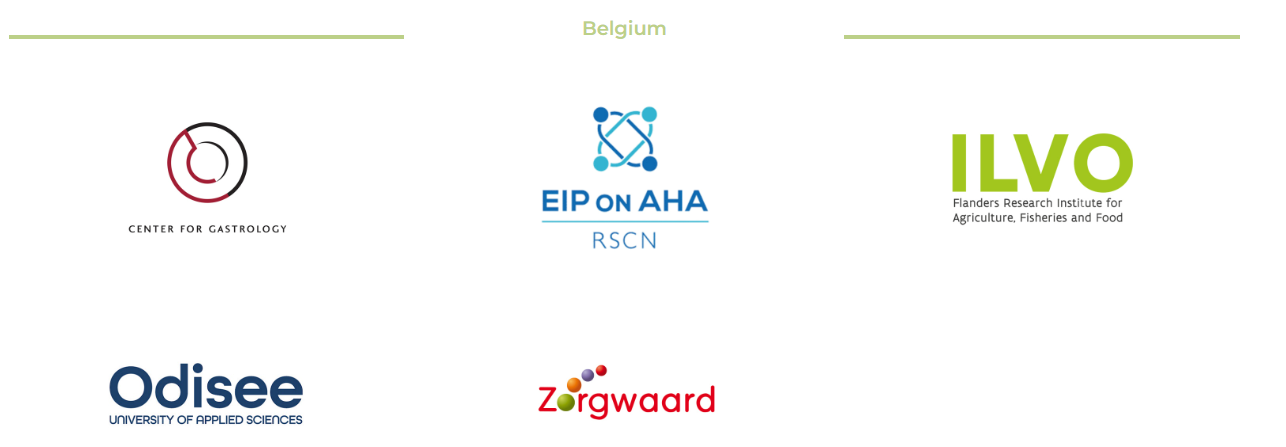 Belgium
CENTER FOR GASTROLOGY
EIP ON AHA
RSCN
ILVO
Flanders Research Institute for
Agriculture, Fisheries and Food
Odisee
UNIVERSITY OF APPLIED SCIENCES
Zorgwaard